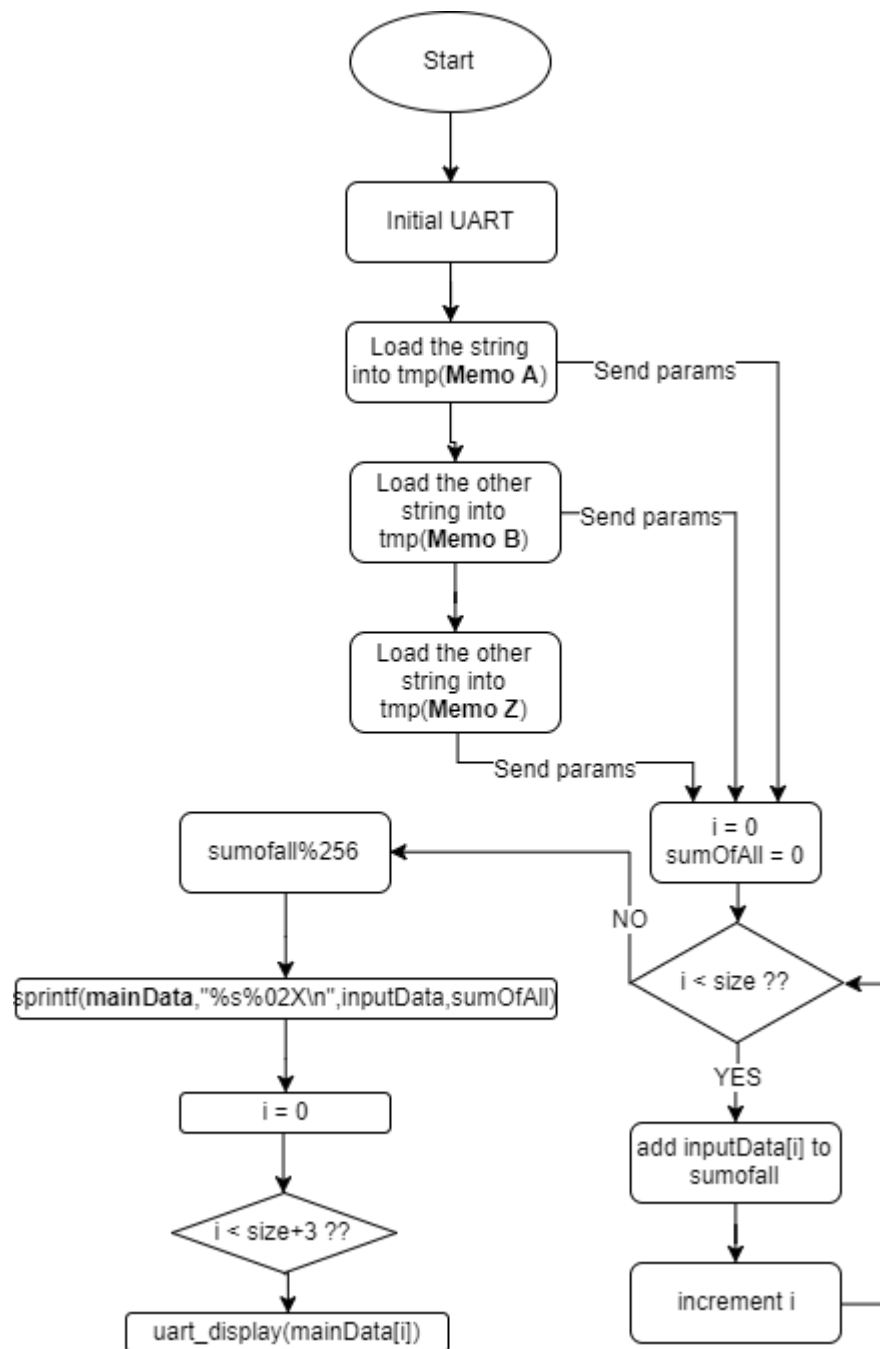 Start
Initial UART
Load the string
into tmp(Memo A)
Send params
Load the other
string into
tmp(Memo B)
Send params
Load the other
string into
tmp(Memo Z)
Send params
i = 0
sumOfAll = 0
sumofall%256
NO
i < size ??
sprintf(mainData,"%s%02X\n",inputData,sumOfAll)
YES
i = 0
add inputData[i] to
sumofall
i < size+3 ??
increment i
uart_display(mainData[i])